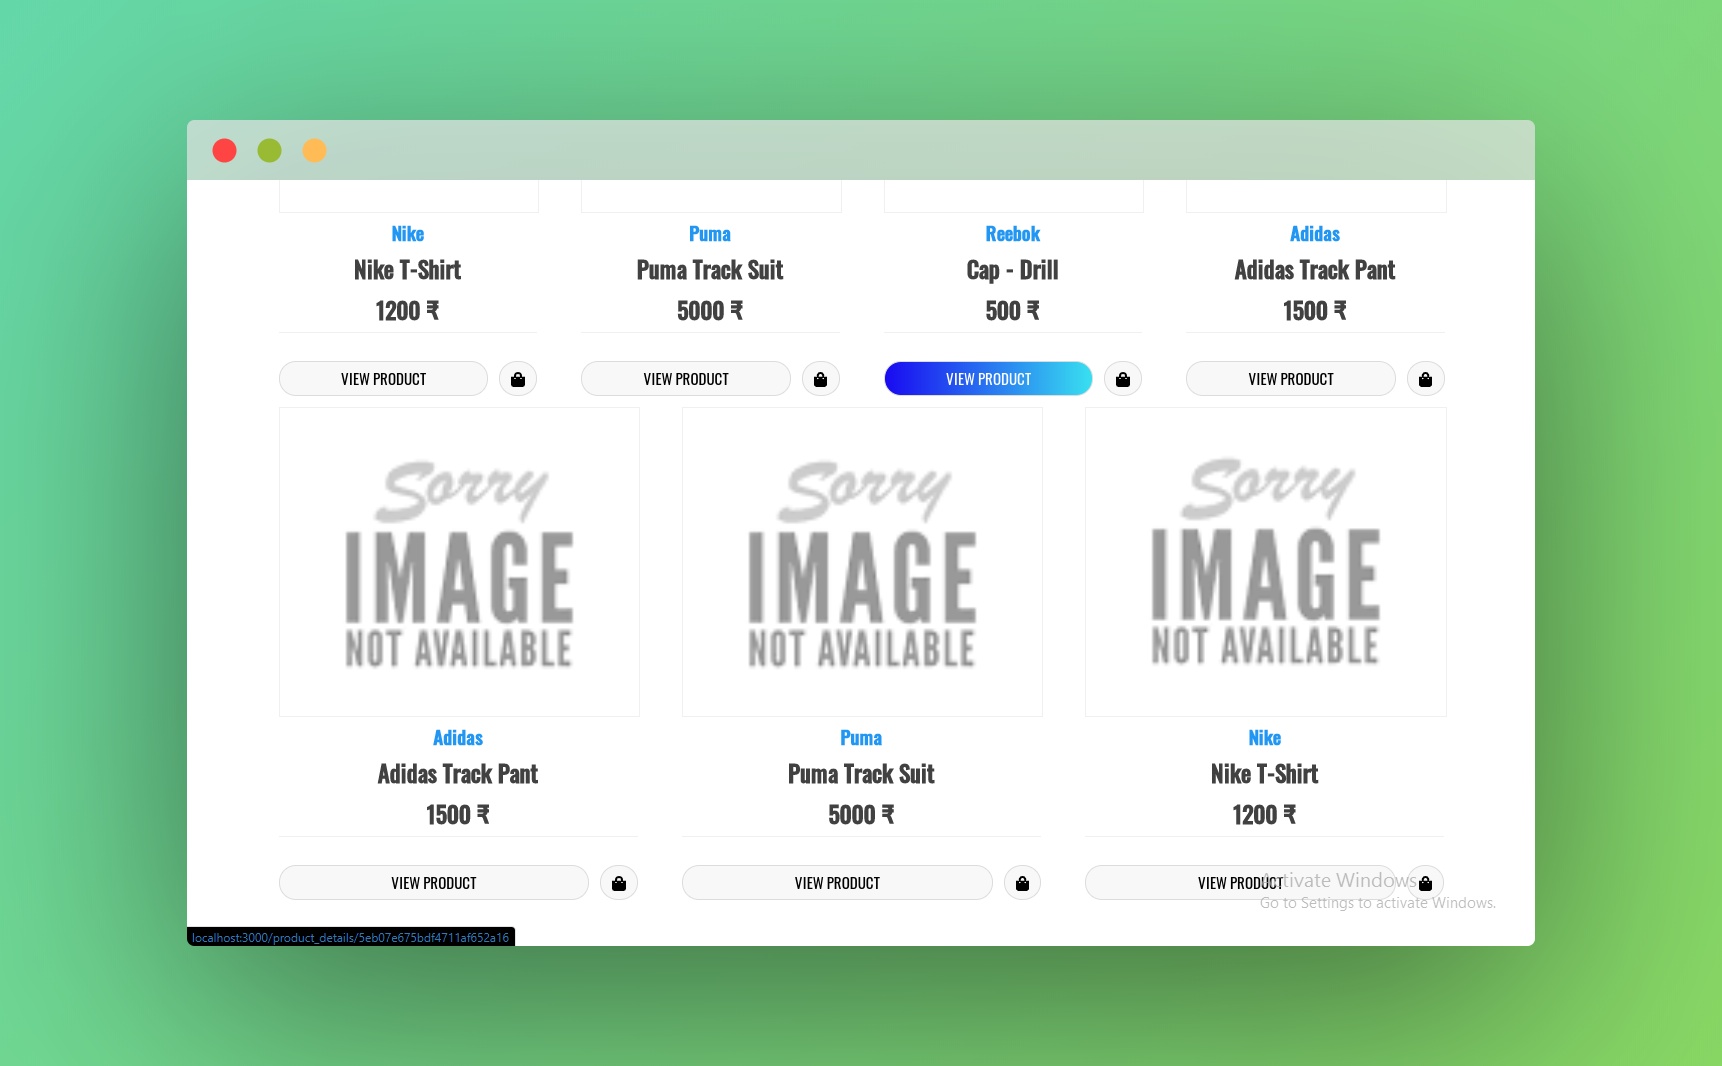 Nike Puma Reebok Adidas
Nike T-Shirt Puma Track Suit Cap - Drill Adidas Track Pant
1200 ₹ 5000 ₹ 500 ₹ 1500 ₹
VIEW PRODUCT VIEW PRODUCT VIEW PRODUCT VIEW PRODUCT
Sorry Sorry Sorry
IMAGE IMAGE IMAGE
NOT AVAILABLE NOT AVAILABLE NOT AVAILABLE
Adidas Puma Nike
Adidas Track Pant Puma Track Suit Nike T-Shirt
1500 ₹ 5000 ₹ 1200 ₹
VIEW PRODUCT VIEW PRODUCT VIEW PRODUCT
Activate Windows
Go to Settings to activate Windows.
localhost:3000/product_details/5eb07e675bdf4711af652a16